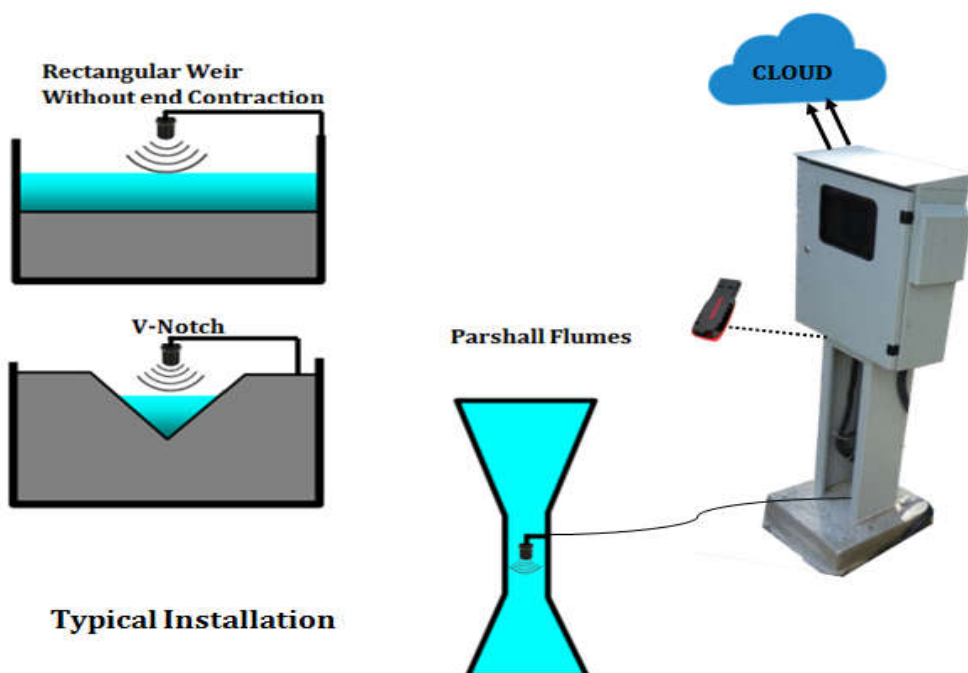 Rectangular Weir
Without end Contraction
CLOUD
V-Notch
Parshall Flumes
Typical Installation